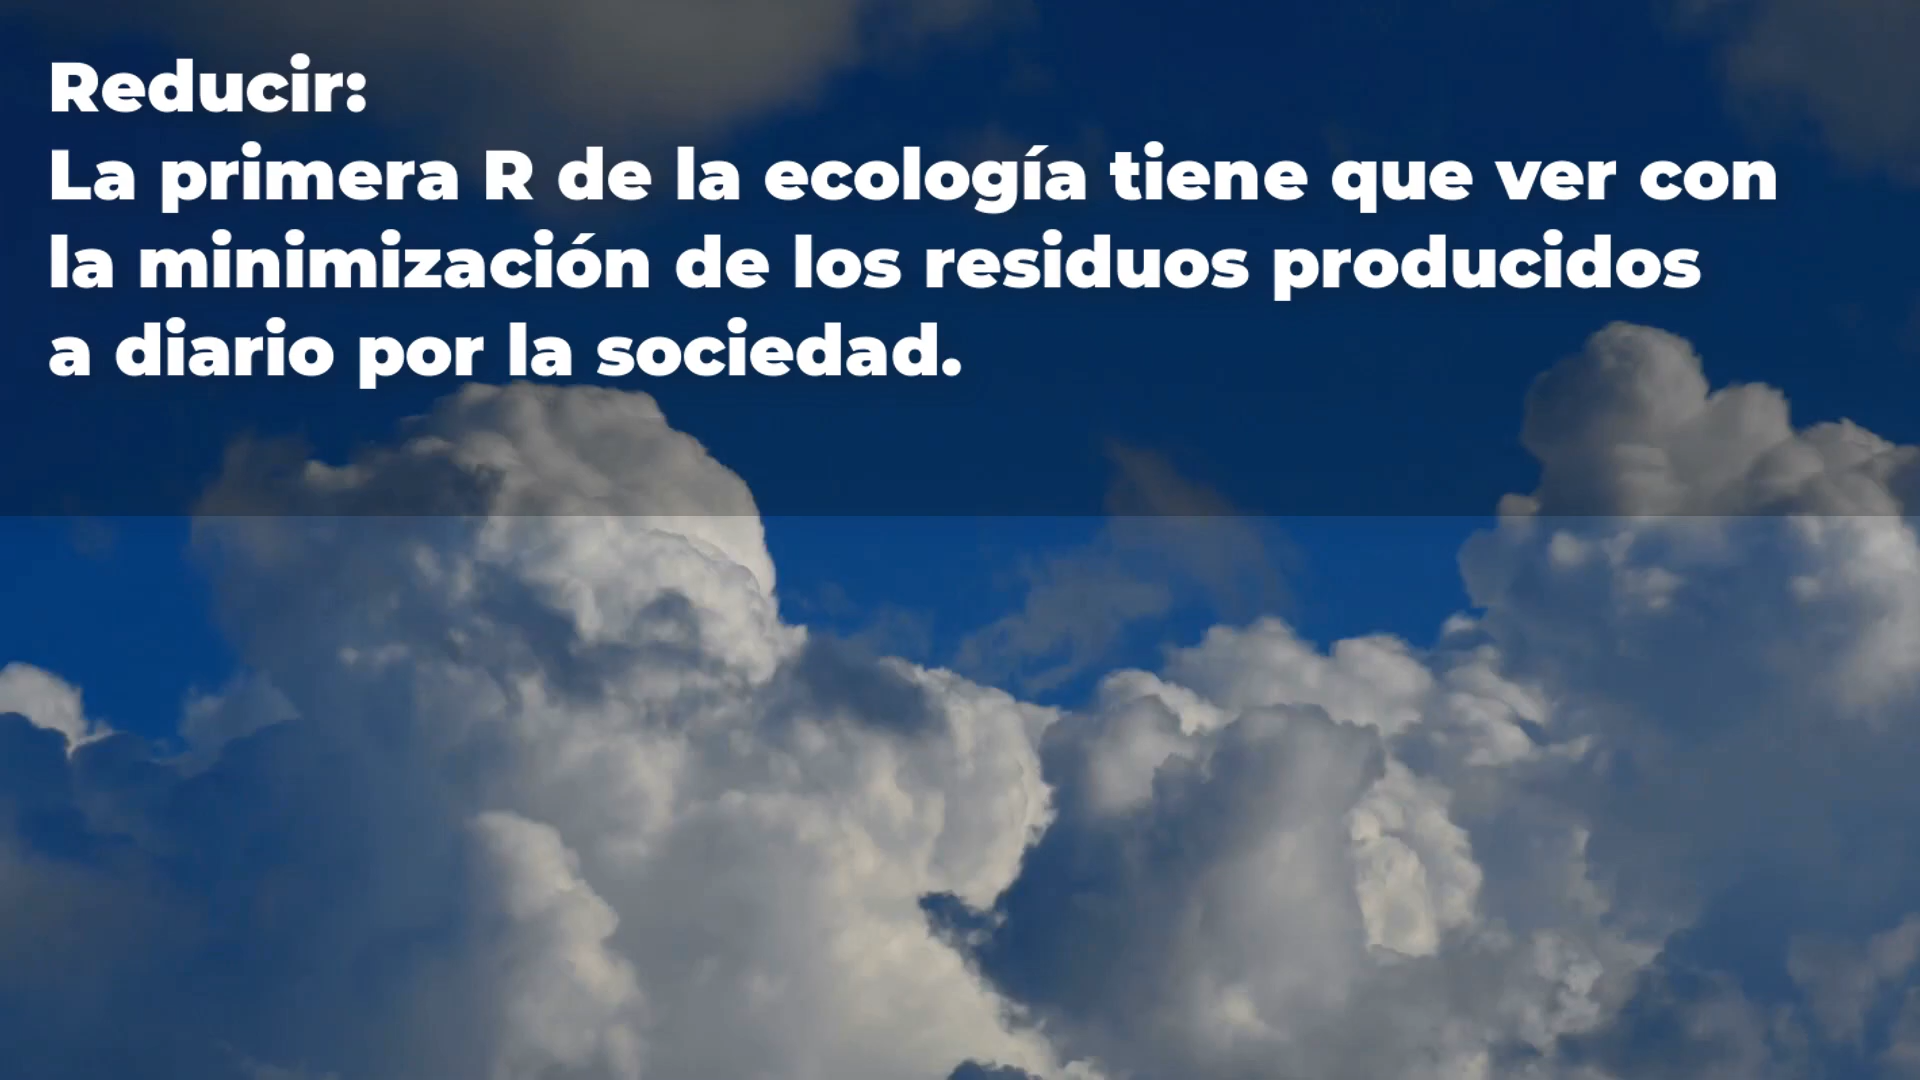 Reducir:
La primera R de la ecología tiene que ver con
la minimización de los residuos producidos
a diario por la sociedad.